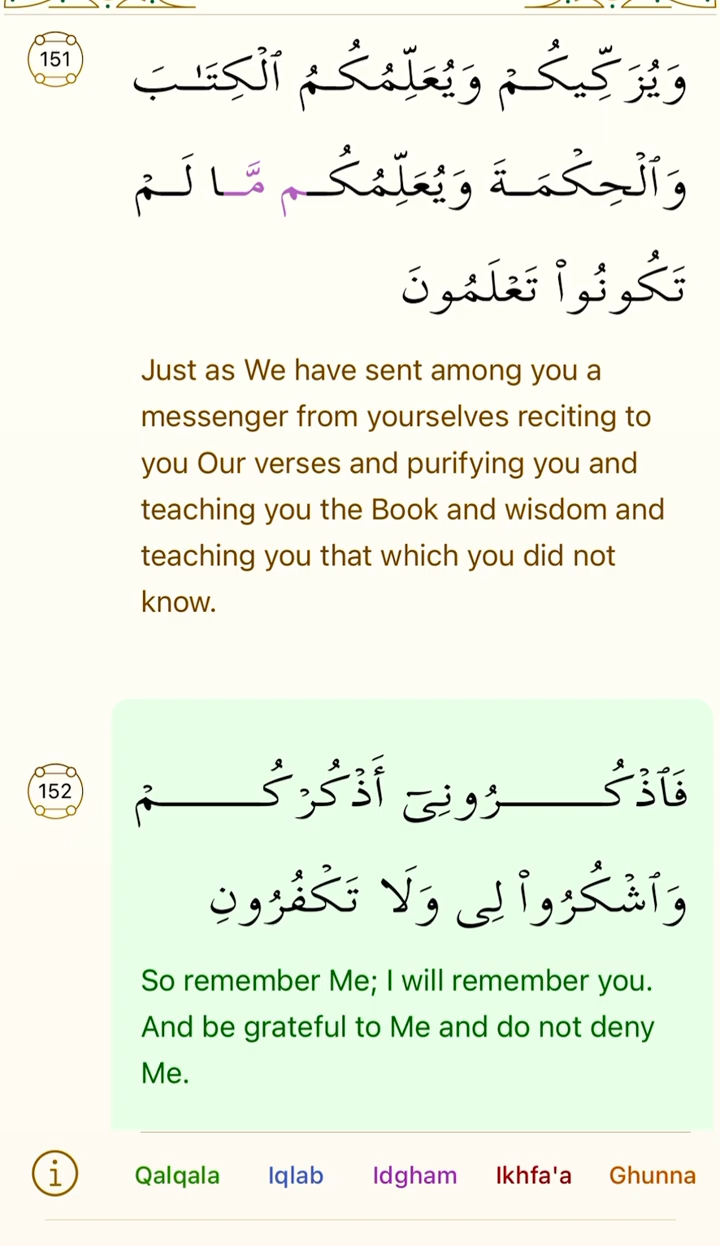 151
وَيُزَكِّيكُمْ وَيُعَلِّمُكُمُ ٱلْكِتَـٰبَ
وَٱلْحِكْمَةَ وَيُعَلِّمُكُم مَّا لَمْ
تَكُونُوا۟ تَعْلَمُونَ
Just as We have sent among you a
messenger from yourselves reciting to
you Our verses and purifying you and
teaching you the Book and wisdom and
teaching you that which you did not
know.
152
فَٱذْكُرُونِىٓ أَذْكُرْكُمْ
وَٱشْكُرُوا۟ لِى وَلَا تَكْفُرُونِ
So remember Me; I will remember you.
And be grateful to Me and do not deny
Me.
Qalqala Iqlab Idgham Ikhfa'a Ghunna